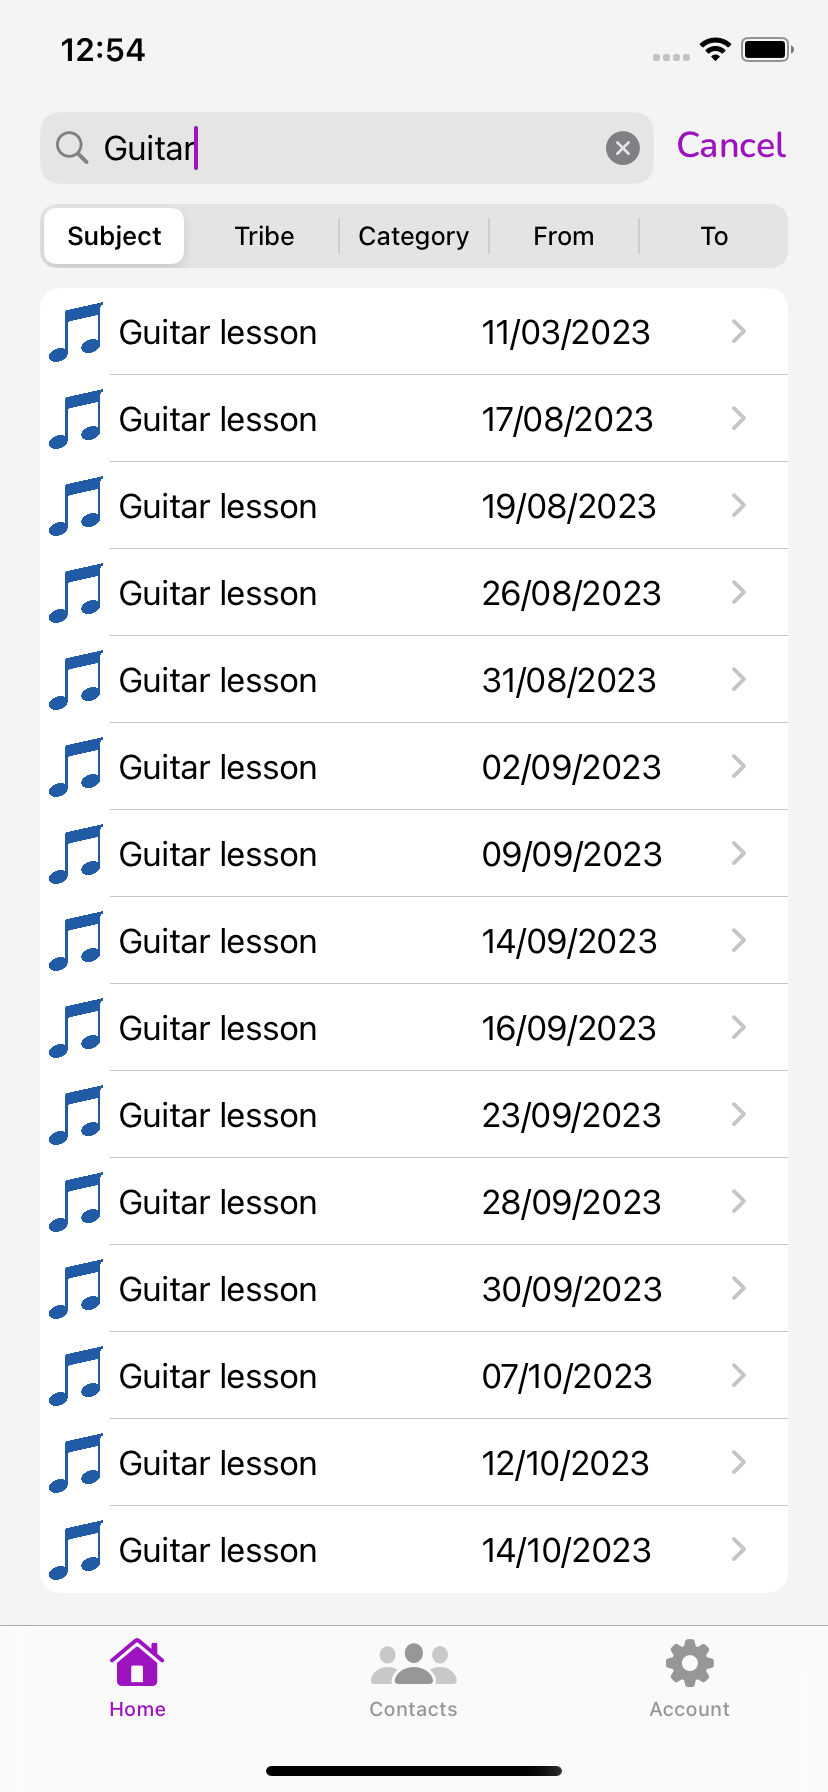 12:54
Guitar Cancel
Subject Tribe Category From To
Guitar lesson 11/03/2023
Guitar lesson 17/08/2023
Guitar lesson 19/08/2023
Guitar lesson 26/08/2023
Guitar lesson 31/08/2023
Guitar lesson 02/09/2023
Guitar lesson 09/09/2023
Guitar lesson 14/09/2023
Guitar lesson 16/09/2023
Guitar lesson 23/09/2023
Guitar lesson 28/09/2023
Guitar lesson 30/09/2023
Guitar lesson 07/10/2023
Guitar lesson 12/10/2023
Guitar lesson 14/10/2023
Home Contacts Account